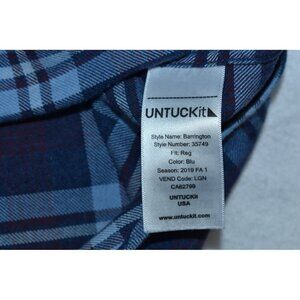 UNTUCKit
Style Name: Barrington
Style Number: 35749
Fit: Reg
Color: Blu
Season: 2019 FA 1
VEND Code: LGN
CA62799
UNTUCKit
USA
www.untuckit.com